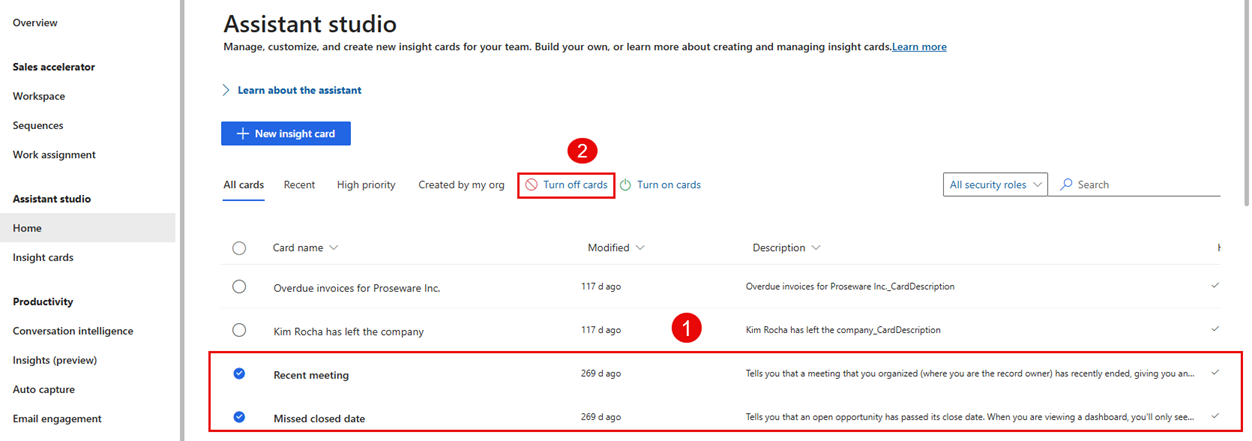 Overview
Sales accelerator
Workspace
Sequences
Work assignment
Assistant studio
Home
Insight cards
Productivity
Conversation intelligence
Insights (preview)
Auto capture
Email engagement
Assistant studio
Manage, customize, and create new insight cards for your team. Build your own, or learn more about creating and managing insight cards.Learn more
Learn about the assistant
New insight card
2
All cards Recent High priority Created by my org Turn off cards Turn on cards All security roles Search
Card name Modified Description
Overdue invoices for Proseware Inc. 117 d ago Overdue invoices for Proseware Inc._CardDescription
Kim Rocha has left the company 117 d ago Kim Rocha has left the company_CardDescription
1
Recent meeting 269 d ago Tells you that a meeting that you organized (where you are the record owner) has recently ended, giving you an...
Missed closed date 269 d ago Tells you that an open opportunity has passed its close date. When you are viewing a dashboard, you'll only see...